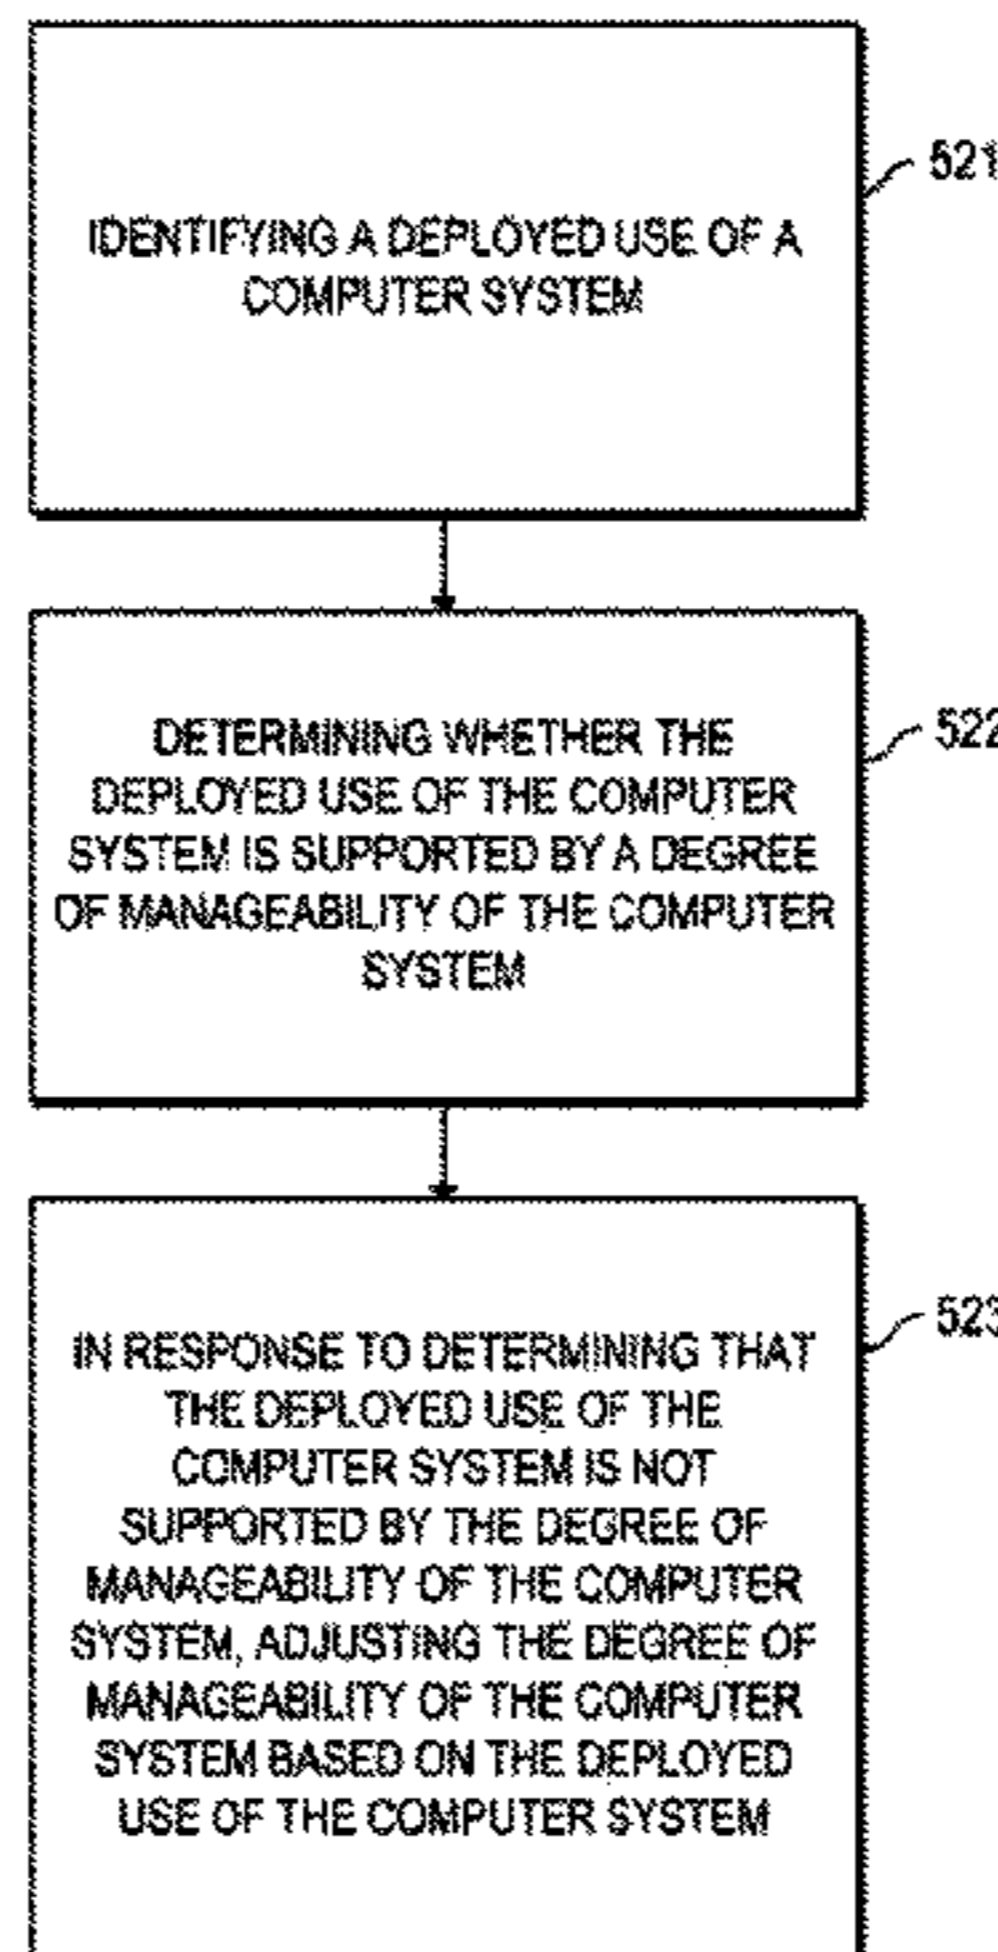 521
IDENTIFYING A DEPLOYED USE OF A
COMPUTER SYSTEM
522
DETERMINING WHETHER THE
DEPLOYED USE OF THE COMPUTER
SYSTEM IS SUPPORTED BY A DEGREE
OF MANAGEABILITY OF THE COMPUTER
SYSTEM
523
IN RESPONSE TO DETERMINING THAT
THE DEPLOYED USE OF THE
COMPUTER SYSTEM IS NOT
SUPPORTED BY THE DEGREE OF
MANAGEABILITY OF THE COMPUTER
SYSTEM, ADJUSTING THE DEGREE OF
MANAGEABILITY OF THE COMPUTER
SYSTEM BASED ON THE DEPLOYED
USE OF THE COMPUTER SYSTEM